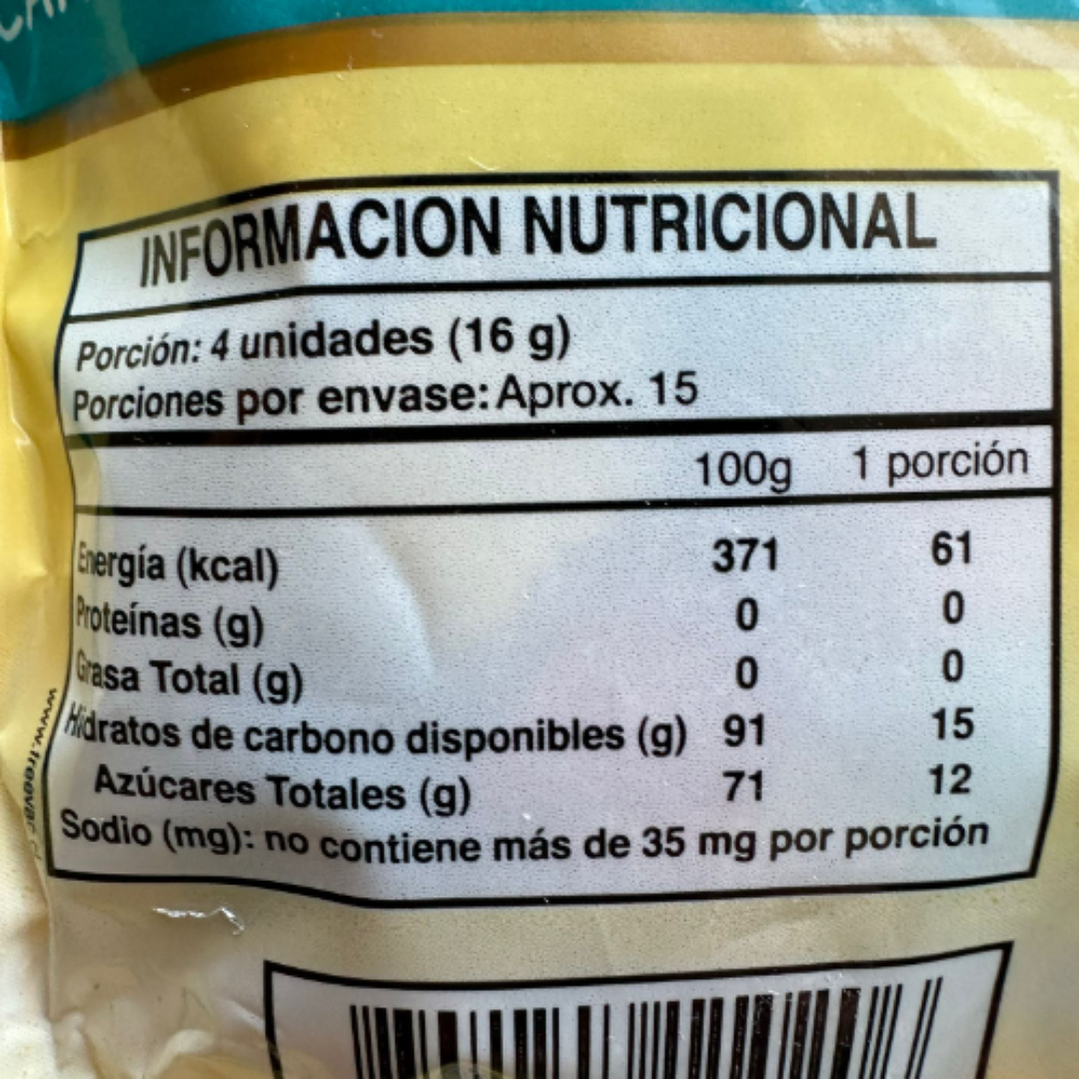 INFORMACION NUTRICIONAL
Porción: 4 unidades (16 g)
Porciones por envase: Aprox. 15
100g 1 porción
Energía (kcal) 371 61
Proteínas (g) 0 0
Grasa Total (g) 0 0
Hidratos de carbono disponibles (g) 91 15
Azúcares Totales (g) 71 12
Sodio (mg): no contiene más de 35 mg por porción